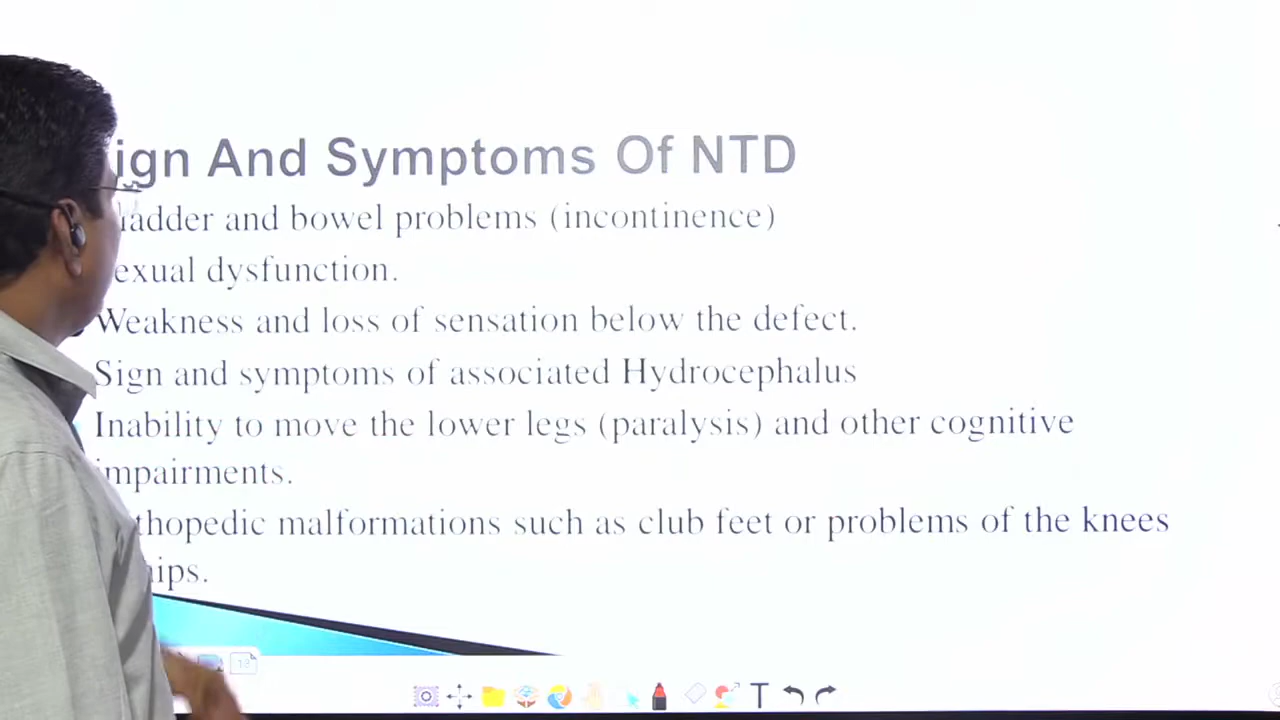 ign And Symptoms Of NTD
ladder and bowel problems (incontinence)
exual dysfunction.
Weakness and loss of sensation below the defect.
Sign and symptoms of associated Hydrocephalus
Inability to move the lower legs (paralysis) and other cognitive
impairments.
thopedic malformations such as club feet or problems of the knees
hips.
18
T